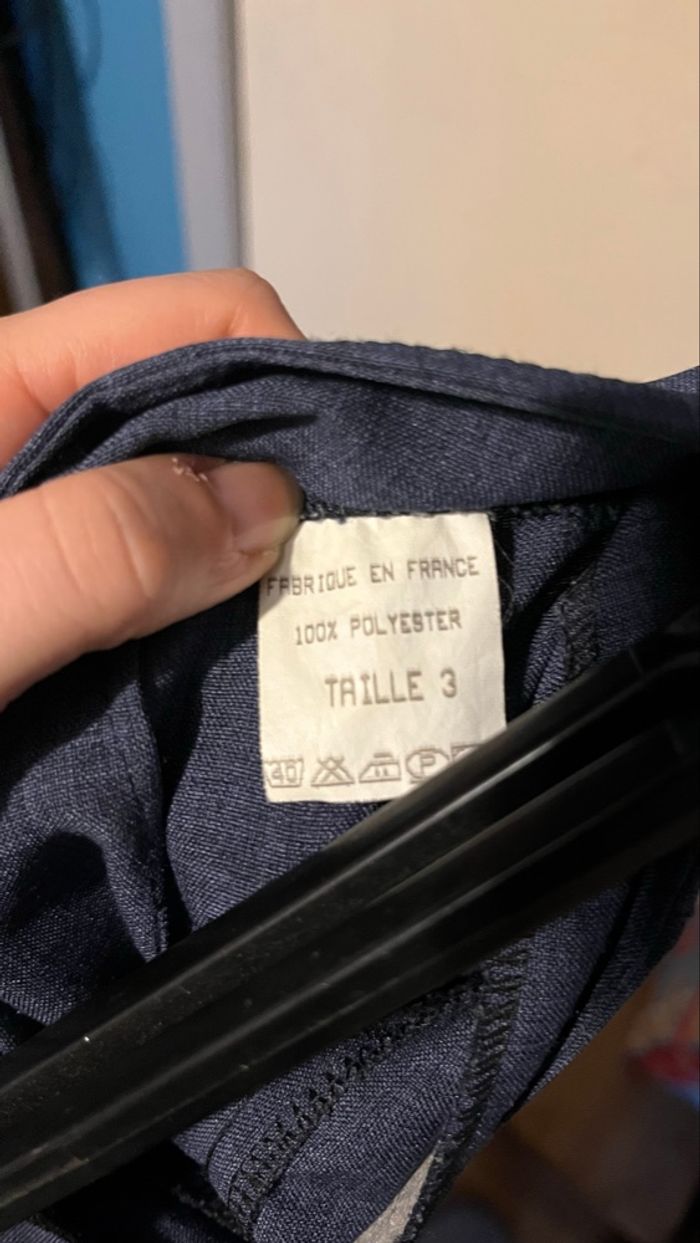 FABRIQUE EN FRANCE
100% POLYESTER
TAILLE 3
40 P